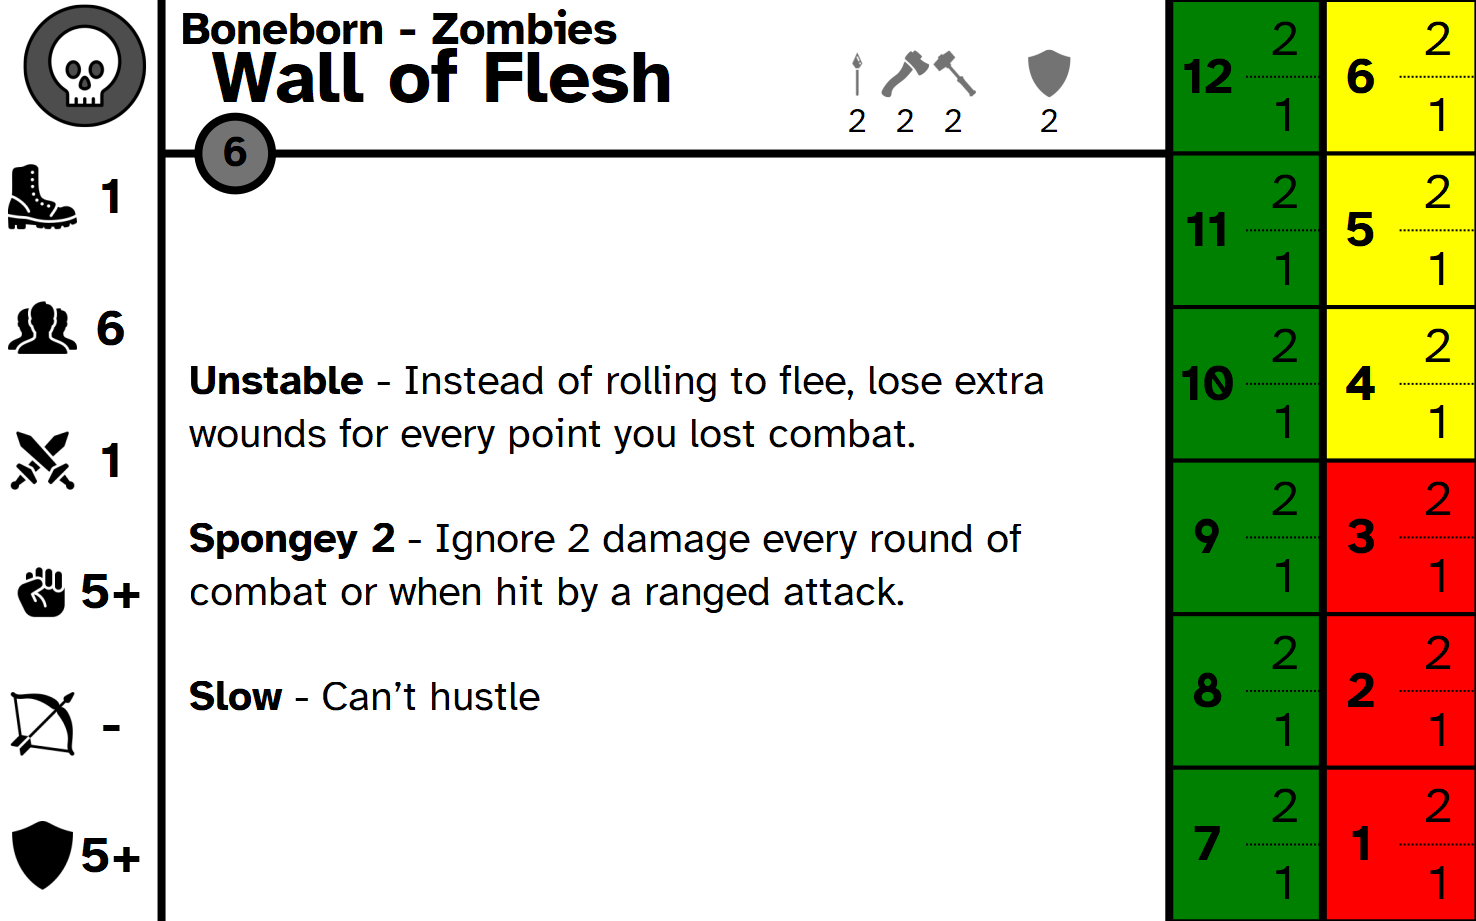 Boneborn - Zombies
Wall of Flesh
2 2 2 2
6
1
6
1
5+
-
5+
Unstable - Instead of rolling to flee, lose extra
wounds for every point you lost combat.
Spongey 2 - Ignore 2 damage every round of
combat or when hit by a ranged attack.
Slow - Can’t hustle
12 2 1 6 2 1
11 2 1 5 2 1
10 2 1 4 2 1
9 2 1 3 2 1
8 2 1 2 2 1
7 2 1 1 2 1